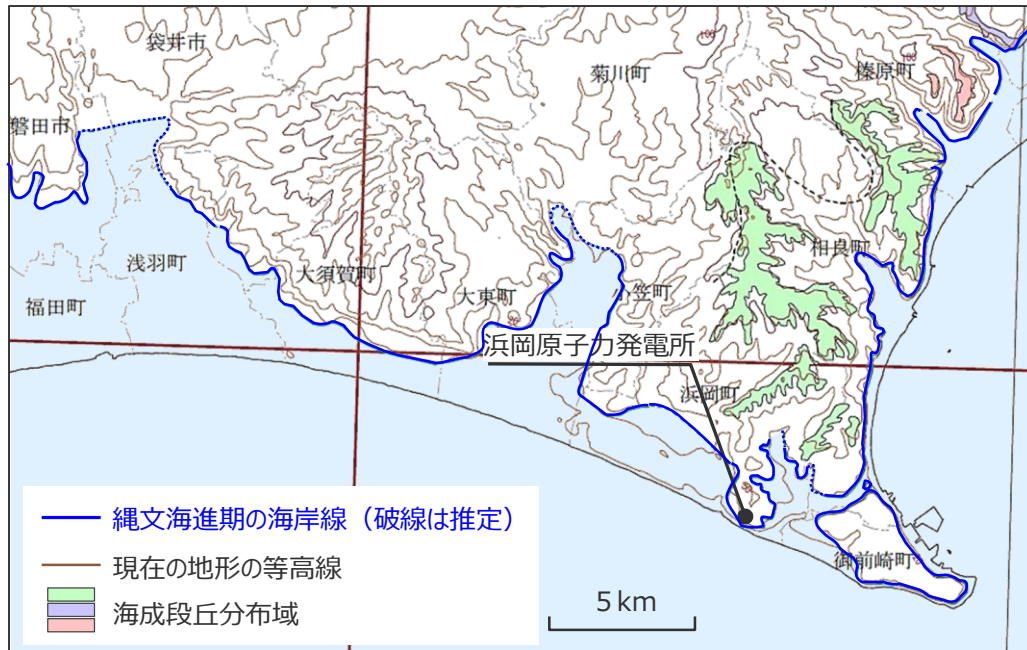 袋井市
菊川町
榛原町
100
磐田市
浅羽町
相良町
大須賀町
福田町
大東町
小笠町
浜岡原子力発電所
浜岡町
御前崎町
縄文海進期の海岸線（破線は推定）
現在の地形の等高線
海成段丘分布域
5 km